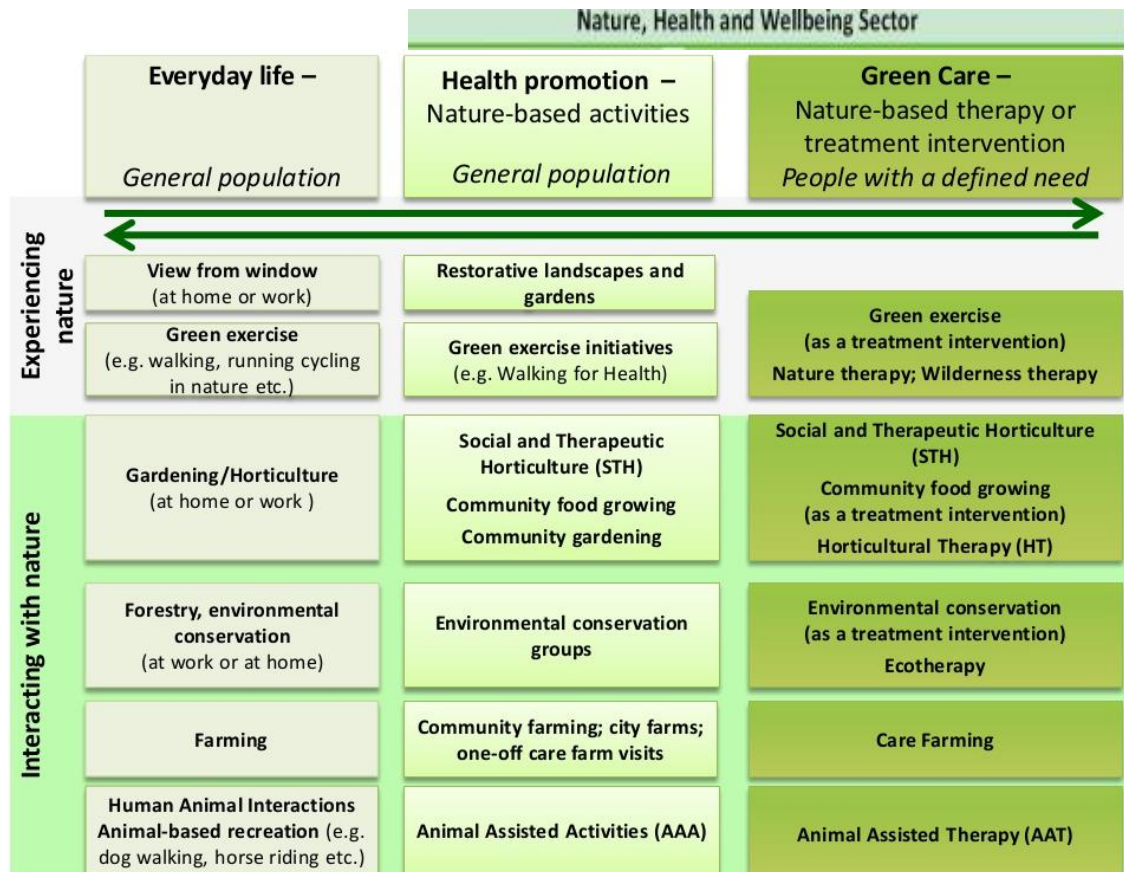 Nature, Health and Wellbeing Sector
Everyday life –
General population
Health promotion –
Nature-based activities
General population
Green Care –
Nature-based therapy or
treatment intervention
People with a defined need
Experiencing
nature
View from window
(at home or work)
Restorative landscapes and
gardens
Green exercise
(e.g. walking, running cycling
in nature etc.)
Green exercise initiatives
(e.g. Walking for Health)
Green exercise
(as a treatment intervention)
Nature therapy; Wilderness therapy
Interacting with nature
Gardening/Horticulture
(at home or work )
Social and Therapeutic
Horticulture (STH)
Community food growing
Community gardening
Social and Therapeutic Horticulture
(STH)
Community food growing
(as a treatment intervention)
Horticultural Therapy (HT)
Forestry, environmental
conservation
(at work or at home)
Environmental conservation
groups
Environmental conservation
(as a treatment intervention)
Ecotherapy
Farming
Community farming; city farms;
one-off care farm visits
Care Farming
Human Animal Interactions
Animal-based recreation (e.g.
dog walking, horse riding etc.)
Animal Assisted Activities (AAA)
Animal Assisted Therapy (AAT)